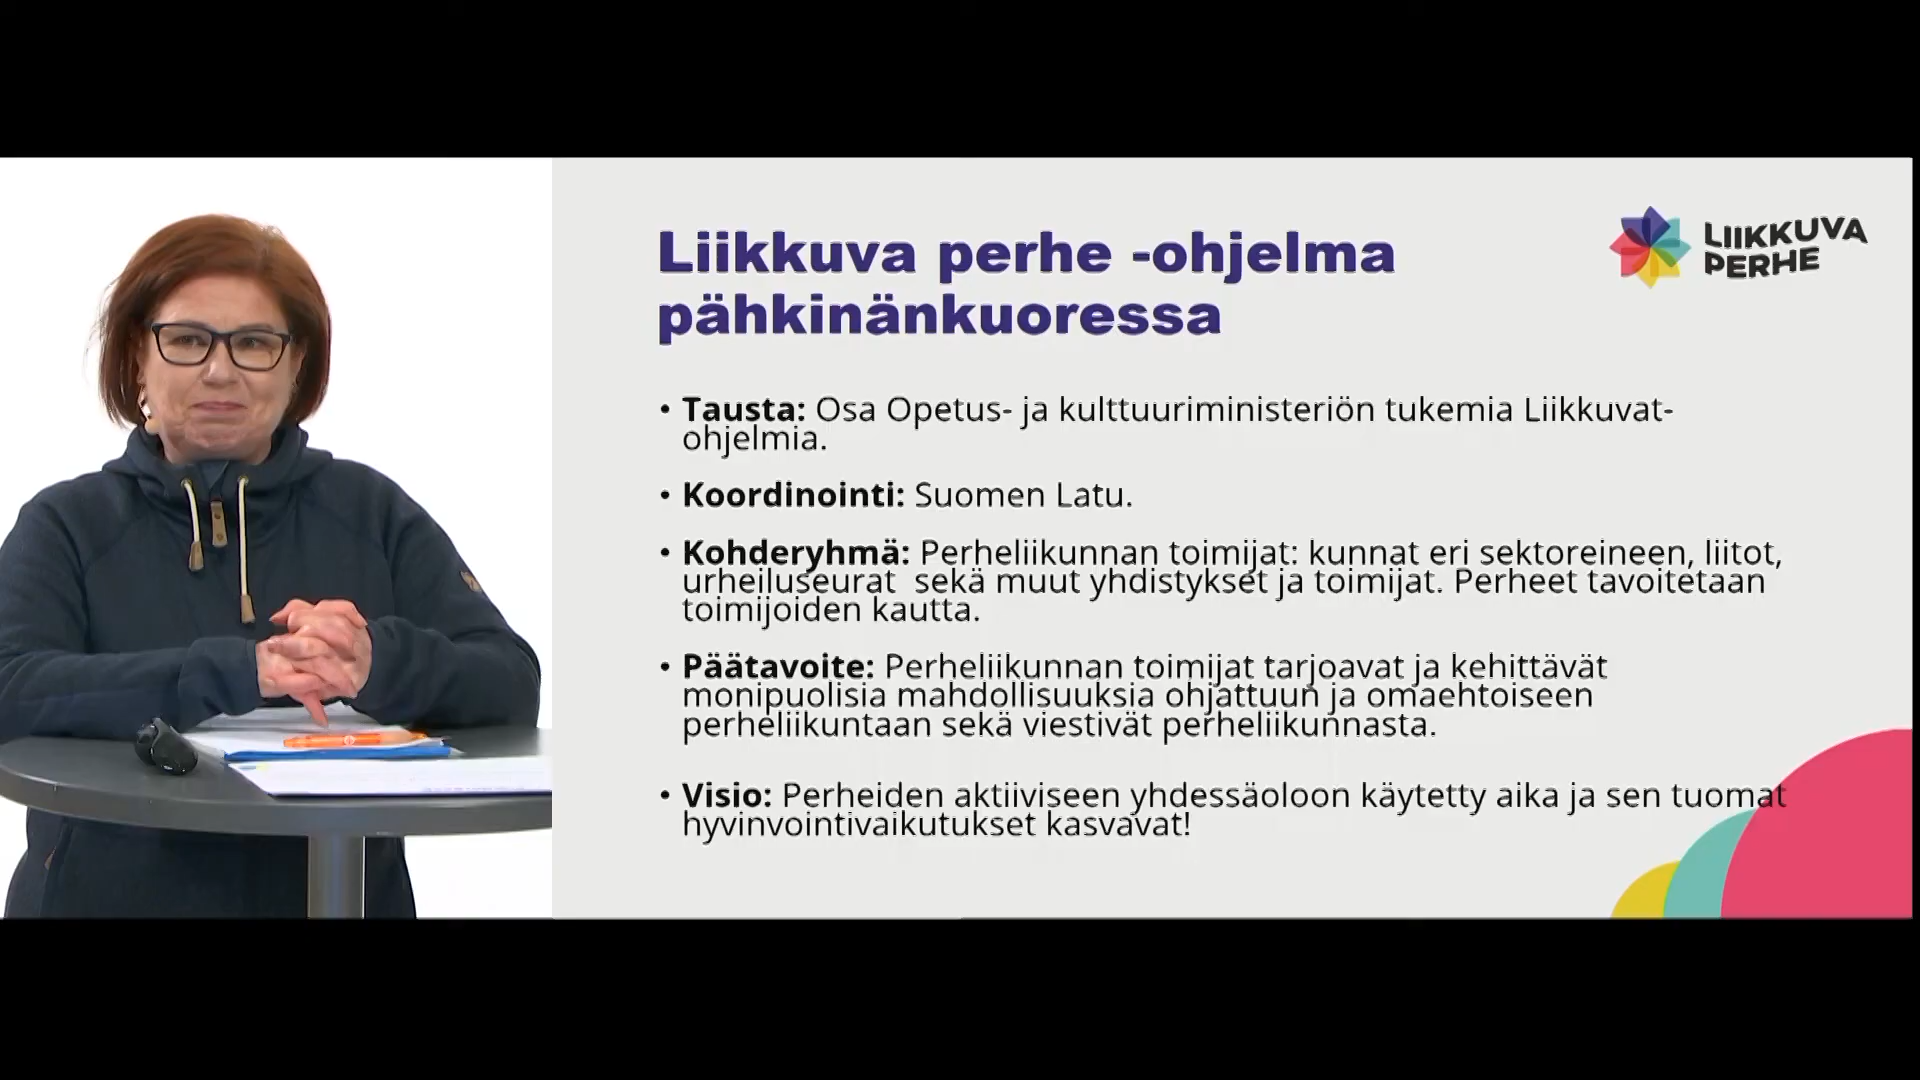 Liikkuva perhe -ohjelma
pähkinänkuoressa
LIIKKUVA
PERHE
• Tausta: Osa Opetus- ja kulttuuriministeriön tukemia Liikkuvat-
ohjelmia.
• Koordinointi: Suomen Latu.
• Kohderyhmä: Perheliikunnan toimijat: kunnat eri sektoreineen, liitot,
urheiluseurat sekä muut yhdistykset ja toimijat. Perheet tavoitetaan
toimijoiden kautta.
• Päätavoite: Perheliikunnan toimijat tarjoavat ja kehittävät
monipuolisia mahdollisuuksia ohjattuun ja omaehtoiseen
perheliikuntaan sekä viestivät perheliikunnasta.
• Visio: Perheiden aktiiviseen yhdessäoloon käytetty aika ja sen tuomat
hyvinvointivaikutukset kasvavat!